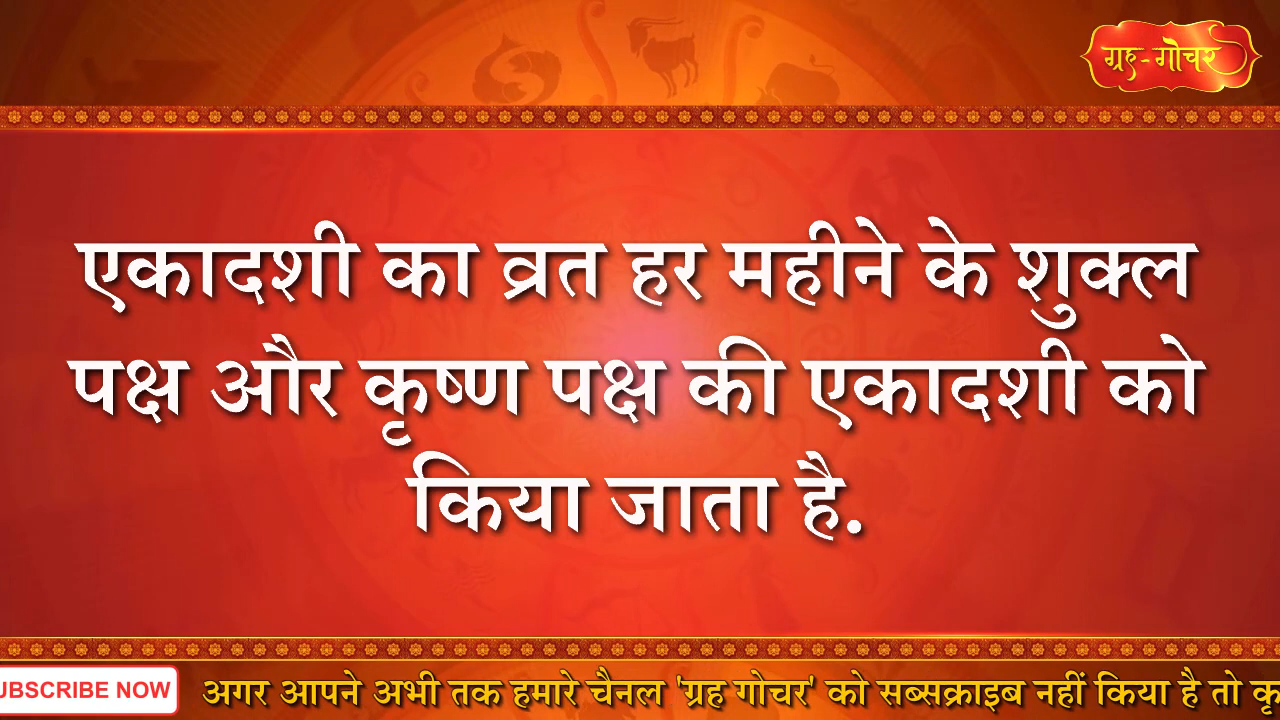 ग्रह-गोचर
एकादशी का व्रत हर महीने के शुक्ल
पक्ष और कृष्ण पक्ष की एकादशी को
किया जाता है.
UBSCRIBE NOW अगर आपने अभी तक हमारे चैनल 'ग्रह गोचर' को सब्सक्राइब नहीं किया है तो कृ